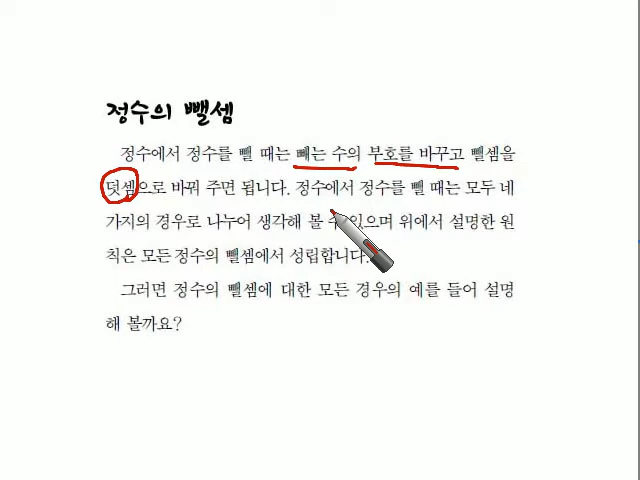 정수의 뺄셈
정수에서 정수를 뺄 때는 빼는 수의 부호를 바꾸고 뺄셈을
덧셈으로 바꿔 주면 됩니다. 정수에서 정수를 뺄 때는 모두 네
가지의 경우로 나누어 생각해 볼 수 있으며 위에서 설명한 원
칙은 모든 정수의 뺄셈에서 성립합니다.
그러면 정수의 뺄셈에 대한 모든 경우의 예를 들어 설명
해 볼까요?